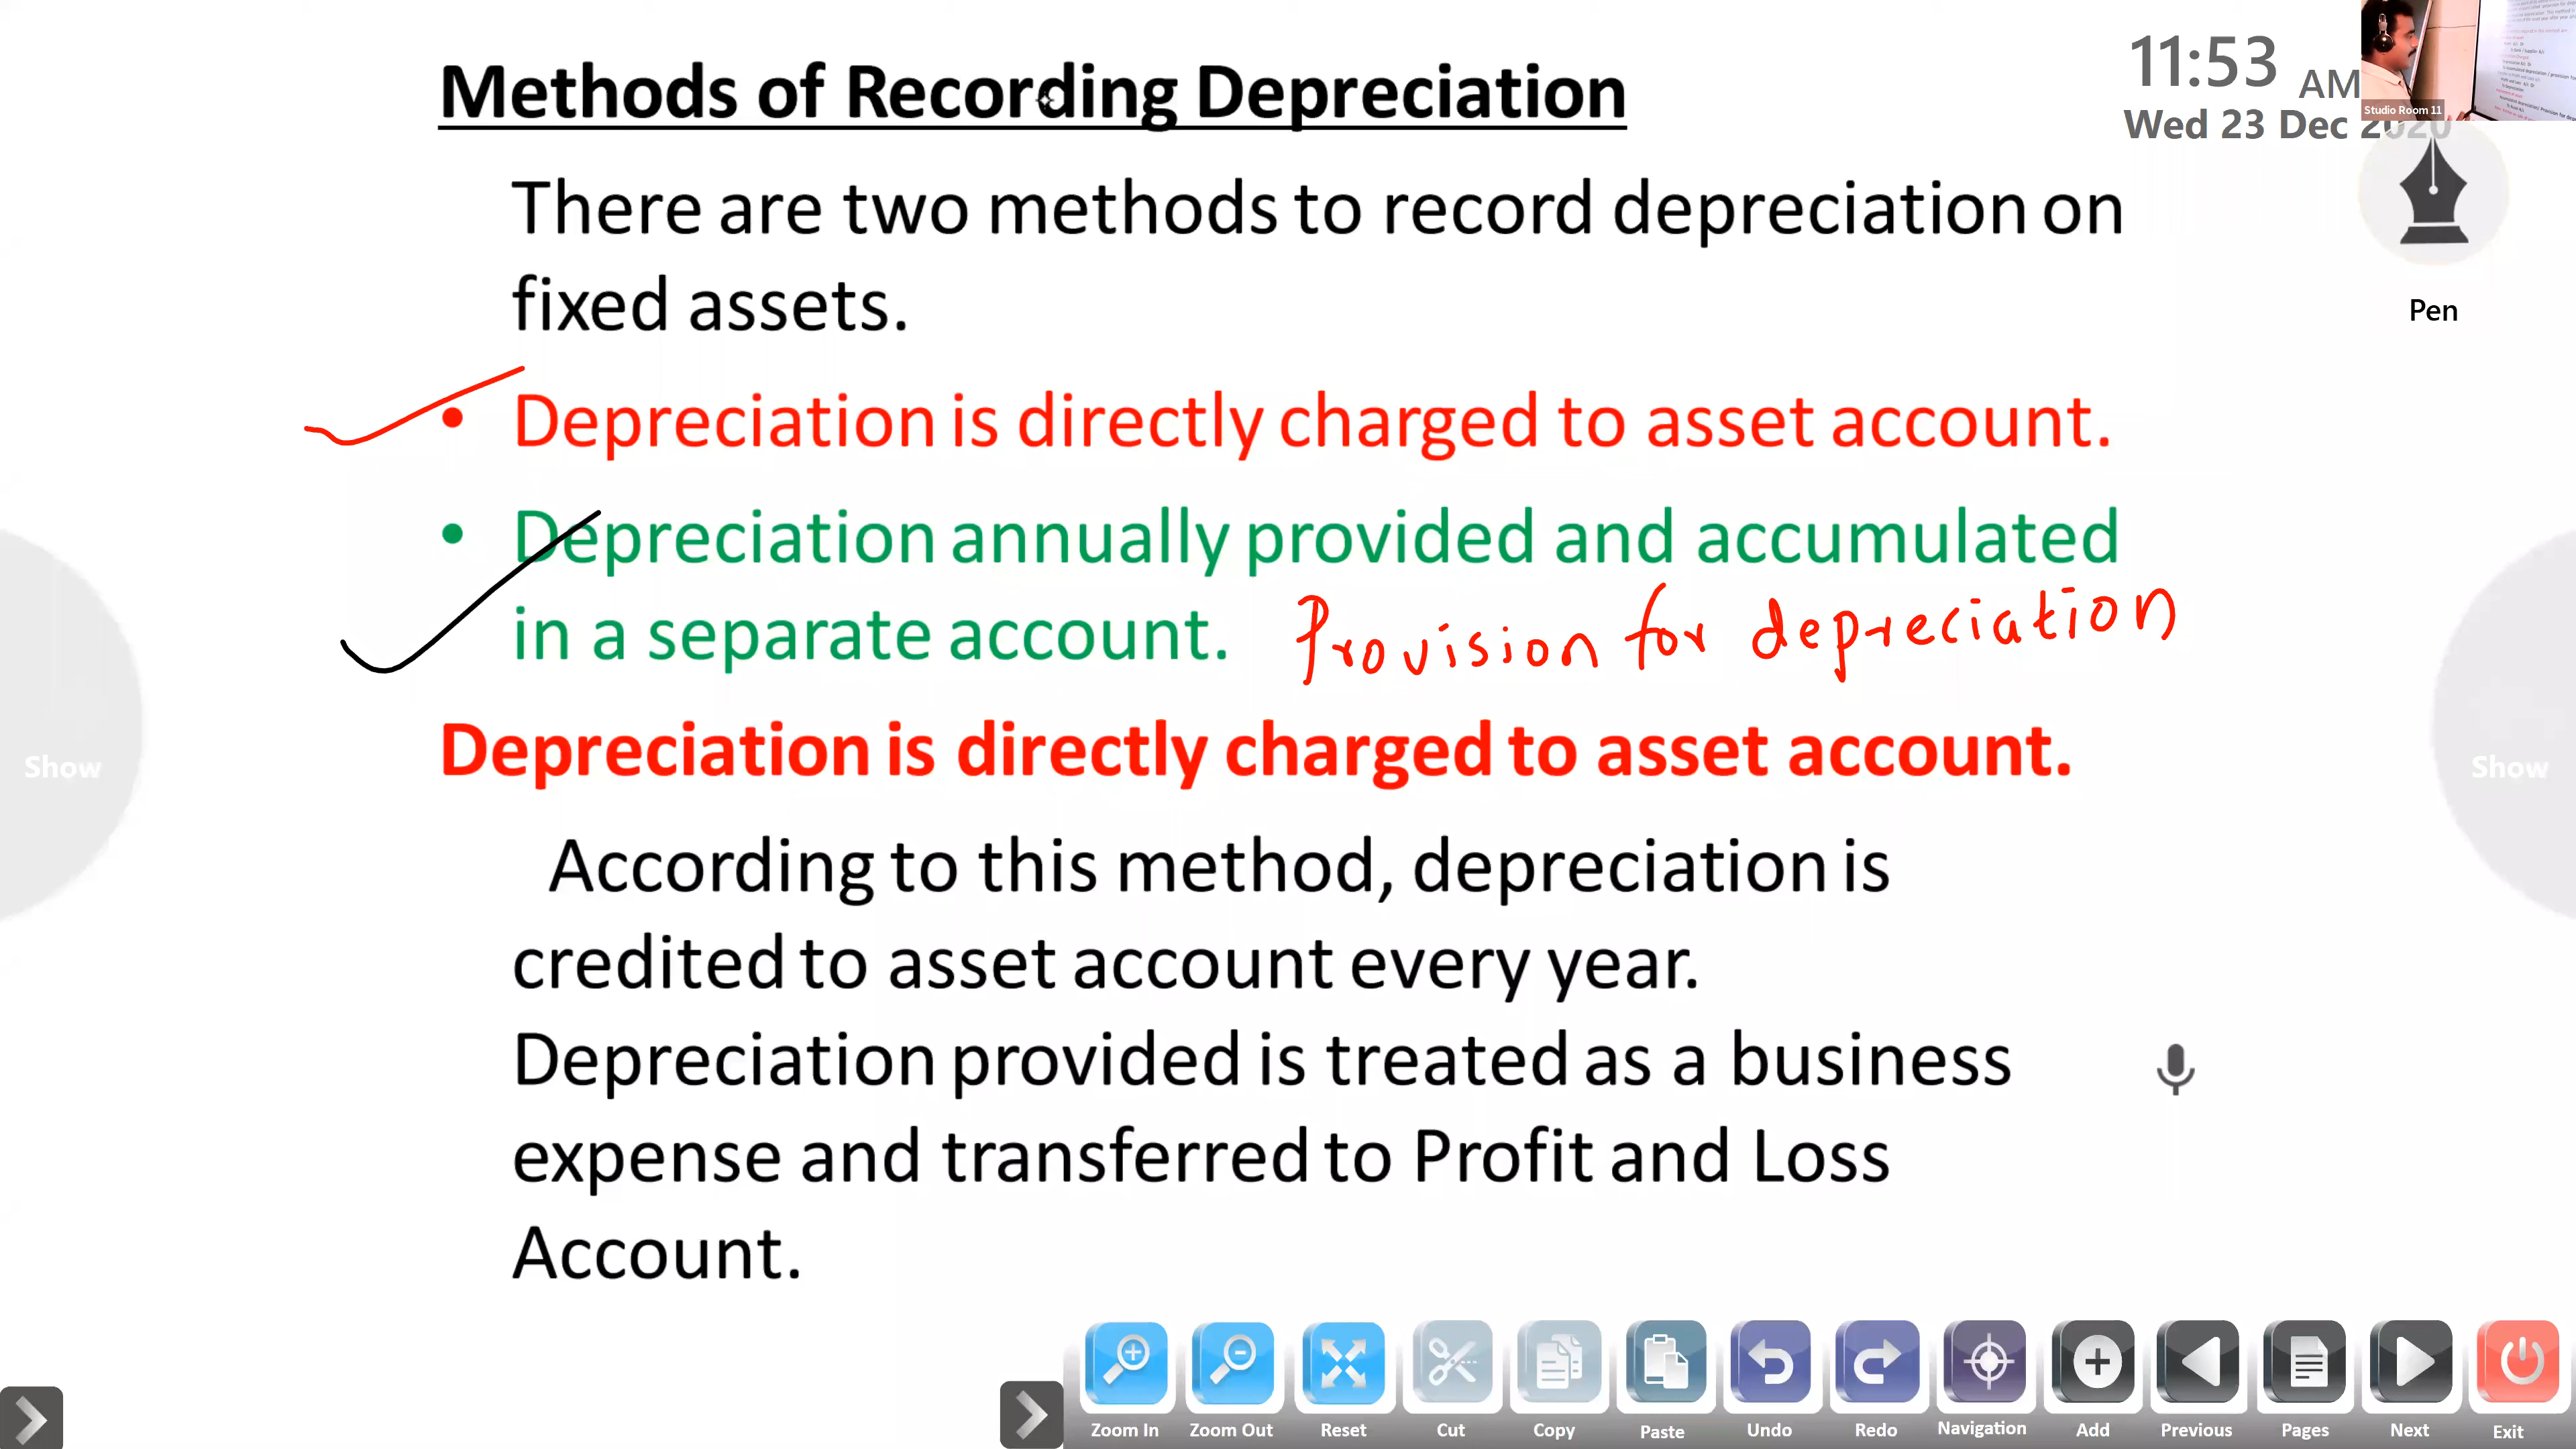 Methods of Recording Depreciation
11:53 AM
Wed 23 Dec 2020
Studio Room 11
Pen
There are two methods to record depreciation on
fixed assets.
• Depreciation is directly charged to asset account.
• Depreciation annually provided and accumulated
in a separate account. Provision for depreciation
Depreciation is directly charged to asset account.
Show
Show
According to this method, depreciation is
credited to asset account every year.
Depreciation provided is treated as a business
expense and transferred to Profit and Loss
Account.
Zoom In Zoom Out Reset Cut Copy Paste Undo Redo Navigation Add Previous Pages Next Exit